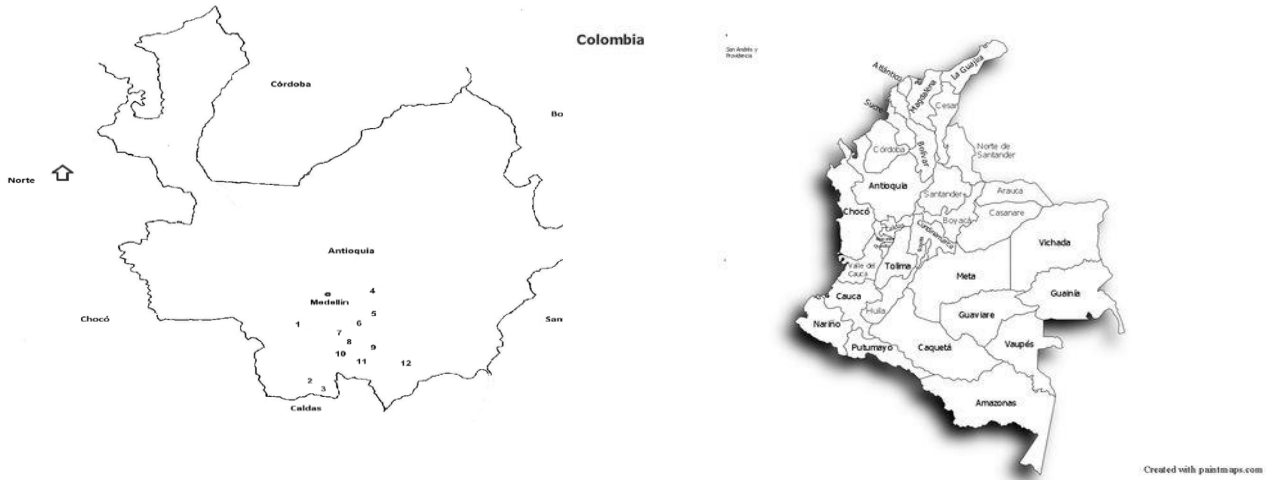 Colombia
Córdoba
Bo
Norte
Antioquia
Medellín
4
5
1
6
7
8
9
10
11
12
2
3
Chocó
San
Caldas
San Andrés y
Providencia
Atlántico
La Guajira
Magdalena
Cesar
Sucre
Norte de
Santander
Córdoba
Bolívar
Antioquia
Santander
Arauca
Chocó
Casanare
Boyacá
Cundinamarca
Vichada
Valle del
Cauca
Tolima
Meta
Guainía
Cauca
Huila
Guaviare
Nariño
Putumayo
Caquetá
Vaupés
Amazonas
Created with paintmaps.com